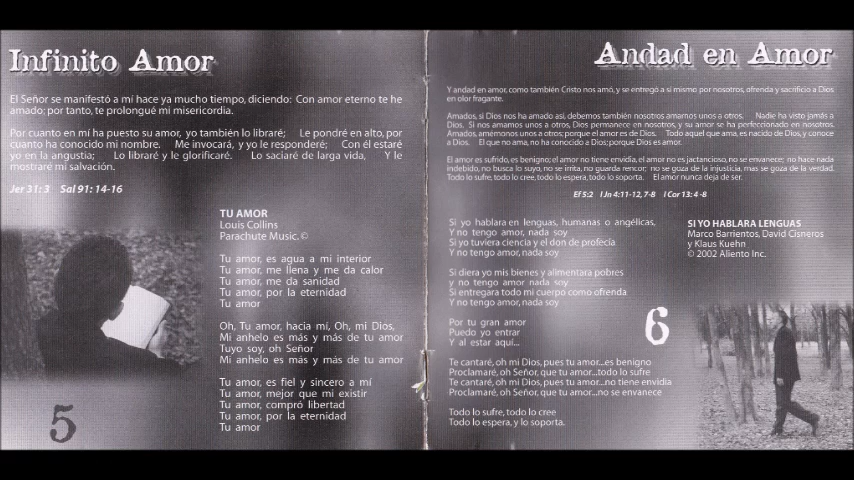 Infinito Amor
El Señor se manifestó a mí hace ya mucho tiempo, diciendo: Con amor eterno te he
amado; por tanto, te prolongué mi misericordia.
Por cuanto en mí ha puesto su amor, yo también lo libraré; Le pondré en alto, por
cuanto ha conocido mi nombre. Me invocará, y yo le responderé; Con él estaré
yo en la angustia; Lo libraré y le glorificaré. Lo saciaré de larga vida, Y le
mostraré mi salvación.
Jer 31: 3 Sal 91: 14-16
TU AMOR
Louis Collins
Parachute Music. ©
Tu amor, es agua a mi interior
Tu amor, me llena y me da calor
Tu amor, me da sanidad
Tu amor, por la eternidad
Tu amor
Oh, Tu amor, hacia mí, Oh, mi Dios,
Mi anhelo es más y más de tu amor
Tuyo soy, oh Señor
Mi anhelo es más y más de tu amor
Tu amor, es fiel y sincero a mí
Tu amor, mejor que mi existir
Tu amor, compró libertad
Tu amor, por la eternidad
Tu amor
5
Andad en Amor
Y andad en amor, como también Cristo nos amó, y se entregó a sí mismo por nosotros, ofrenda y sacrificio a Dios
en olor fragante.
Amados, si Dios nos ha amado así, debemos también nosotros amarnos unos a otros. Nadie ha visto jamás a
Dios. Si nos amamos unos a otros, Dios permanece en nosotros, y su amor se ha perfeccionado en nosotros.
Amados, amémonos unos a otros; porque el amor es de Dios. Todo aquel que ama, es nacido de Dios, y conoce
a Dios. El que no ama, no ha conocido a Dios; porque Dios es amor.
El amor es sufrido, es benigno; el amor no tiene envidia, el amor no es jactancioso, no se envanece; no hace nada
indebido, no busca lo suyo, no se irrita, no guarda rencor; no se goza de la injusticia, mas se goza de la verdad.
Todo lo sufre, todo lo cree, todo lo espera, todo lo soporta. El amor nunca deja de ser.
Ef 5:2 I Jn 4:11-12, 7-8 I Cor 13: 4 -8
Si yo hablara en lenguas, humanas o angélicas,
Y no tengo amor, nada soy
Si yo tuviera ciencia y el don de profecía
Y no tengo amor, nada soy
Si diera yo mis bienes y alimentara pobres
y no tengo amor nada soy
Si entregara todo mi cuerpo como ofrenda
Y no tengo amor, nada soy
Por tu gran amor
Puedo yo entrar
Y al estar aquí...
Te cantaré, oh mi Dios, pues tu amor...es benigno
Proclamaré, oh Señor, que tu amor...todo lo sufre
Te cantaré, oh mi Dios, pues tu amor...no tiene envidia
Proclamaré, oh Señor, que tu amor...no se envanece
Todo lo sufre, todo lo cree
Todo lo espera, y lo soporta.
SI YO HABLARA LENGUAS
Marco Barrientos, David Cisneros
y Klaus Kuehn
© 2002 Aliento Inc.
6